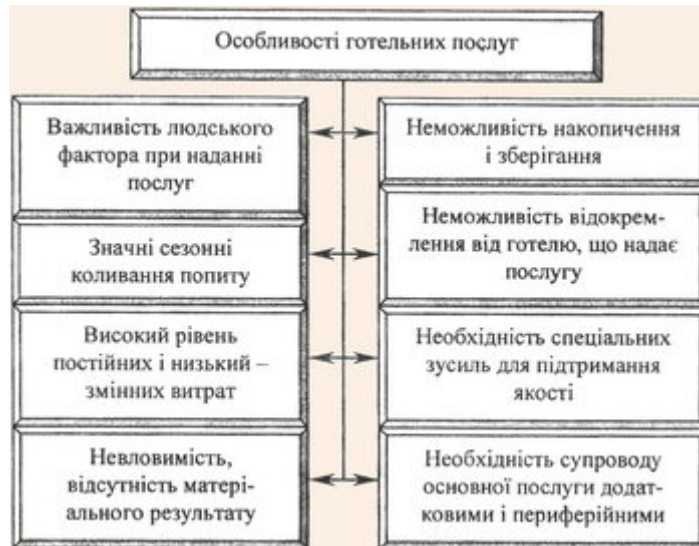 Особливості готельних послуг
Важливість людського
фактора при наданні
послуг
Неможливість накопичення
і зберігання
Значні сезонні
коливання попиту
Неможливість відокрем-
лення від готелю, що надає
послугу
Високий рівень
постійних і низький –
змінних витрат
Необхідність спеціальних
зусиль для підтримання
якості
Невловимість,
відсутність матері-
ального результату
Необхідність супроводу
основної послуги додат-
ковими і периферійними